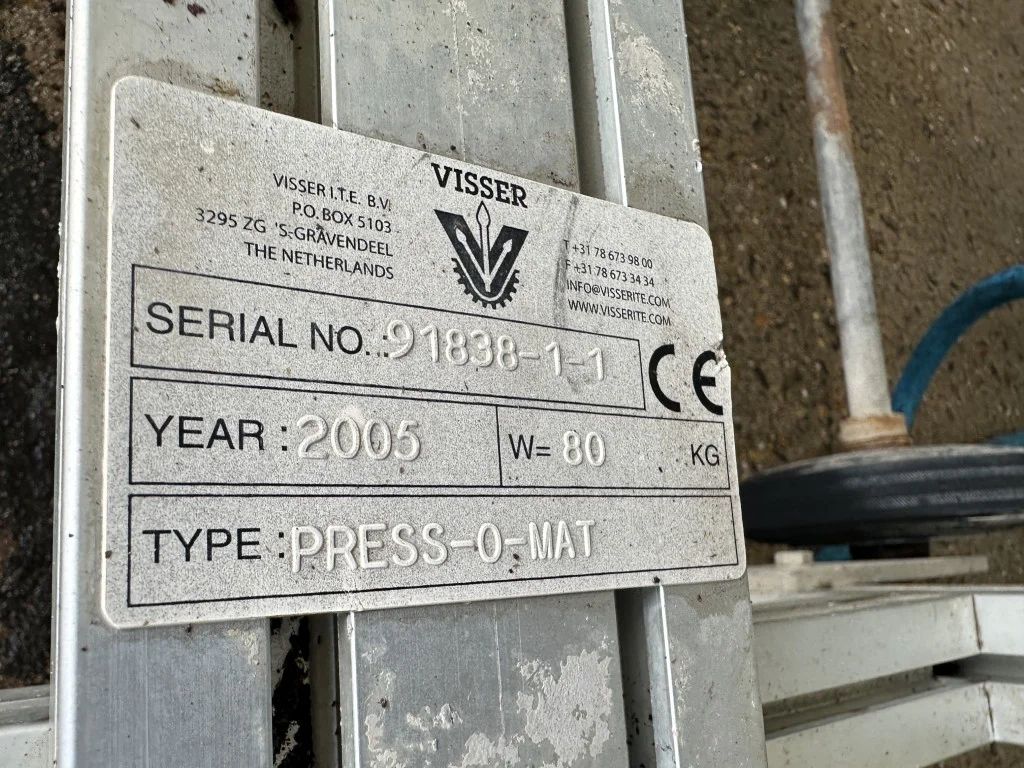 VISSER I.T.E. B.V.
P.O. BOX 5103
3295 ZG 'S-GRAVENDEEL
THE NETHERLANDS
VISSER
T +31 78 673 98 00
F +31 78 673 34 34
INFO@VISSERITE.COM
WWW.VISSERITE.COM
SERIAL NO. : 91838-1-1
CE
YEAR : 2005 W= 80 KG
TYPE : PRESS-O-MAT